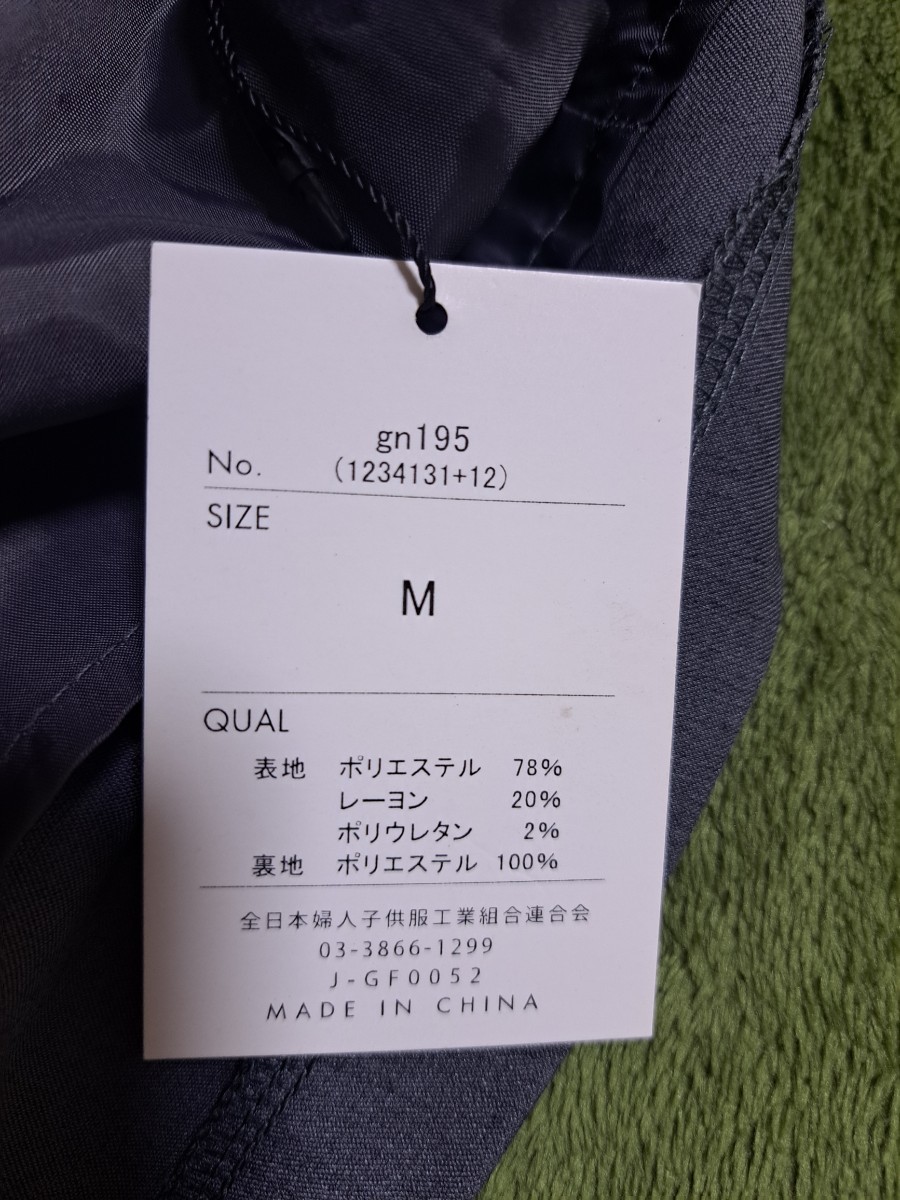 gn195
No. (1234131+12)
SIZE
M
QUAL
表地 ポリエステル 78%
レーヨン 20%
ポリウレタン 2%
裏地 ポリエステル 100%
全日本婦人子供服工業組合連合会
03-3866-1299
J-GF0052
MADE IN CHINA